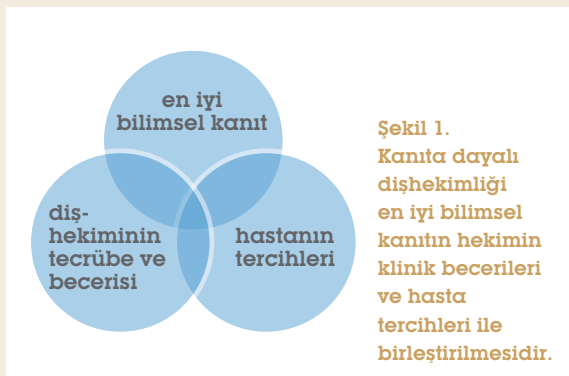 en iyi
bilimsel kanıt
diş-
hekiminin
tecrübe ve
becerisi
hastanın
tercihleri
Şekil 1.
Kanıta dayalı
dişhekimliği
en iyi bilimsel
kanıtın hekimin
klinik becerileri
ve hasta
tercihleri ile
birleştirilmesidir.